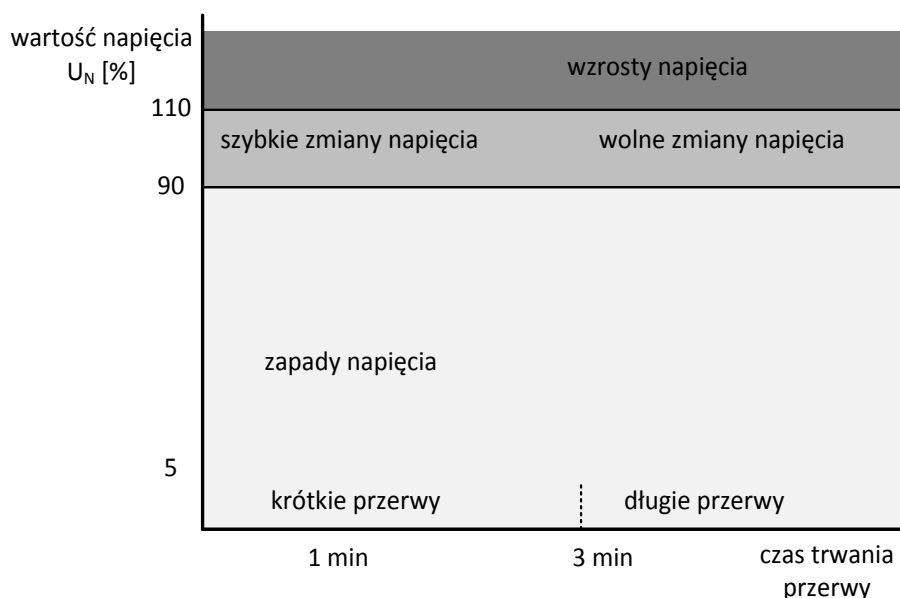 wartość napięcia
U_N [%]
wzrosty napięcia
110
szybkie zmiany napięcia
wolne zmiany napięcia
90
zapady napięcia
5
krótkie przerwy
długie przerwy
1 min
3 min
czas trwania
przerwy